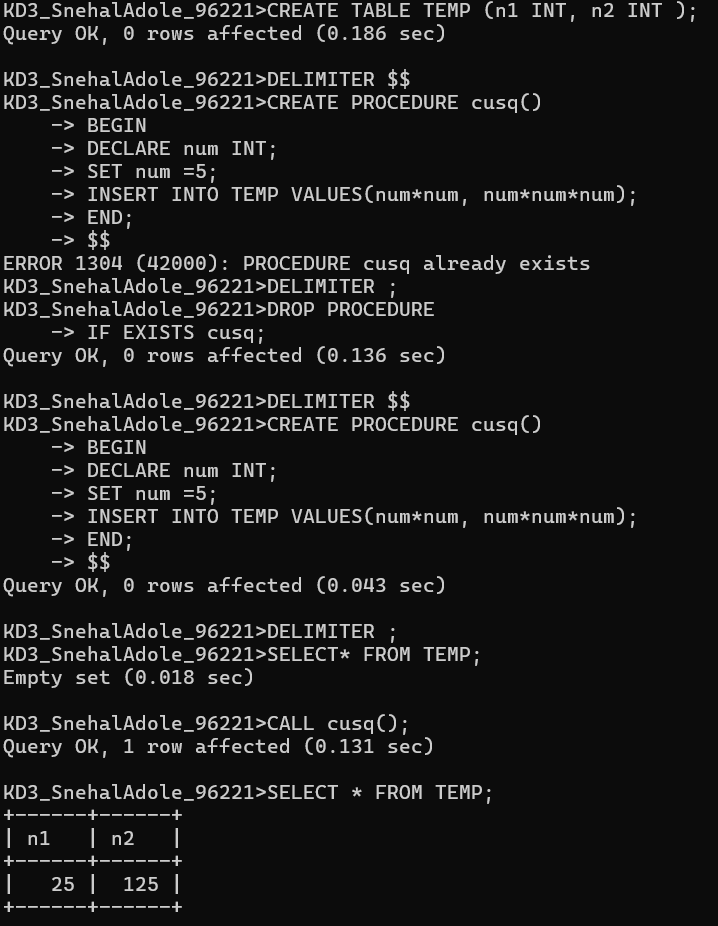 KD3_SnehalAdole_96221>CREATE TABLE TEMP (n1 INT, n2 INT );
Query OK, 0 rows affected (0.186 sec)

KD3_SnehalAdole_96221>DELIMITER $$
KD3_SnehalAdole_96221>CREATE PROCEDURE cusq()
    -> BEGIN
    -> DECLARE num INT;
    -> SET num =5;
    -> INSERT INTO TEMP VALUES(num*num, num*num*num);
    -> END;
    -> $$
ERROR 1304 (42000): PROCEDURE cusq already exists
KD3_SnehalAdole_96221>DELIMITER ;
KD3_SnehalAdole_96221>DROP PROCEDURE
    -> IF EXISTS cusq;
Query OK, 0 rows affected (0.136 sec)

KD3_SnehalAdole_96221>DELIMITER $$
KD3_SnehalAdole_96221>CREATE PROCEDURE cusq()
    -> BEGIN
    -> DECLARE num INT;
    -> SET num =5;
    -> INSERT INTO TEMP VALUES(num*num, num*num*num);
    -> END;
    -> $$
Query OK, 0 rows affected (0.043 sec)

KD3_SnehalAdole_96221>DELIMITER ;
KD3_SnehalAdole_96221>SELECT* FROM TEMP;
Empty set (0.018 sec)

KD3_SnehalAdole_96221>CALL cusq();
Query OK, 1 row affected (0.131 sec)

KD3_SnehalAdole_96221>SELECT * FROM TEMP;
+------+------+
| n1   | n2   |
+------+------+
|   25 |  125 |
+------+------+